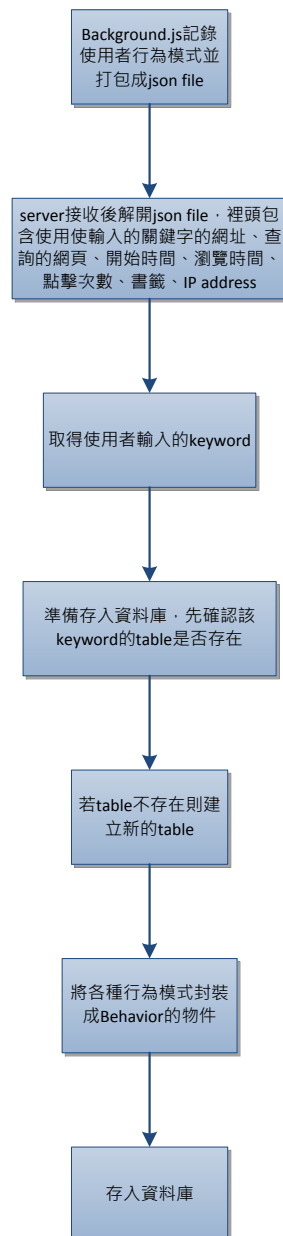 Background.js記錄
使用者行為模式並
打包成json file
server接收後解開json file，裡頭包
含使用使輸入的關鍵字的網址、查
詢的網頁、開始時間、瀏覽時間、
點擊次數、書籤、IP address
取得使用者輸入的keyword
準備存入資料庫，先確認該
keyword的table是否存在
若table不存在則建
立新的table
將各種行為模式封裝
成Behavior的物件
存入資料庫